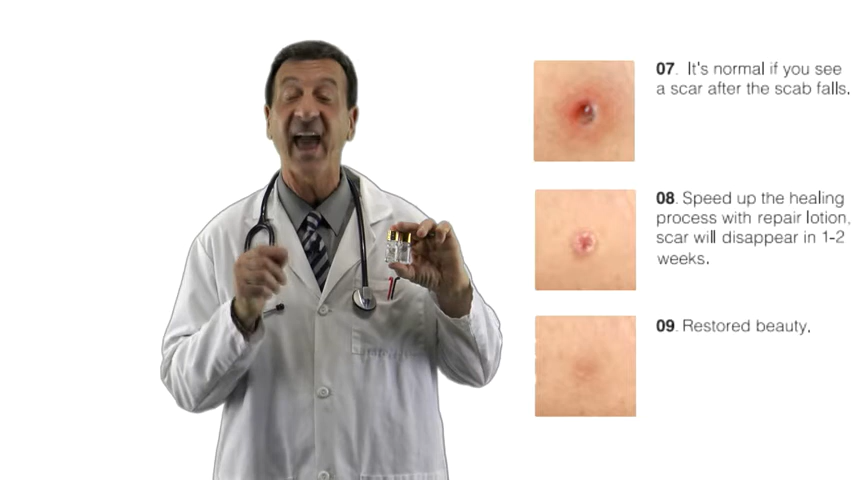 07. It's normal if you see
a scar after the scab falls.
08. Speed up the healing
process with repair lotion,
scar will disappear in 1-2
weeks.
09. Restored beauty.